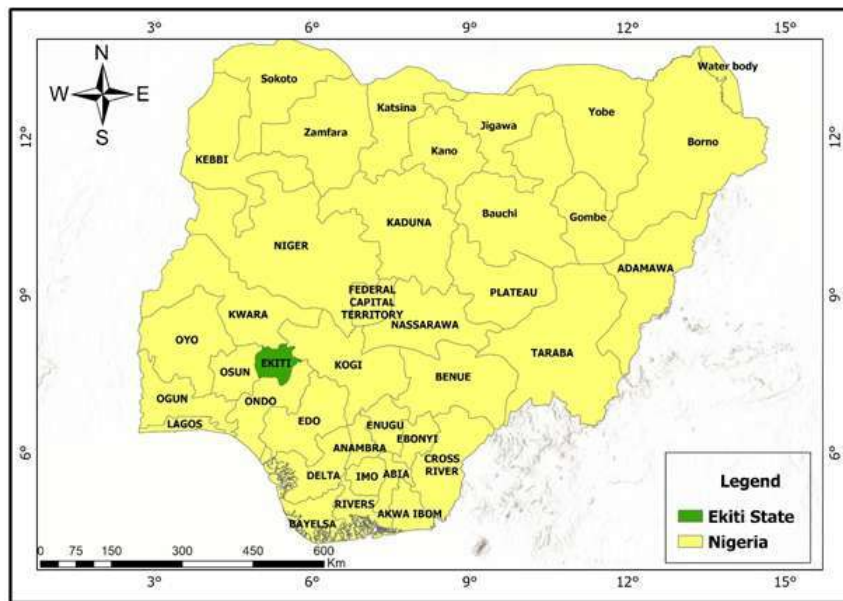 3° 6° 9° 12° 15°
N
W E
S
Water body
Sokoto
Katsina
Yobe
Zamfara
Jigawa
12° 12°
Borno
Kano
KEBBI
Bauchi
Gombe
KADUNA
NIGER
ADAMAWA
FEDERAL
CAPITAL
TERRITORY
PLATEAU
9° 9°
KWARA
NASSARAWA
OYO
TARABA
EKITI
KOGI
OSUN
BENUE
OGUN
ONDO
EDO
LAGOS
ENUGU
EBONYI
ANAMBRA
6° 6°
CROSS
RIVER
DELTA
IMO
ABIA
RIVERS
AKWA IBOM
BAYELSA
Legend
Ekiti State
Nigeria
0 75 150 300 450 600
Km
3° 6° 9° 12° 15°